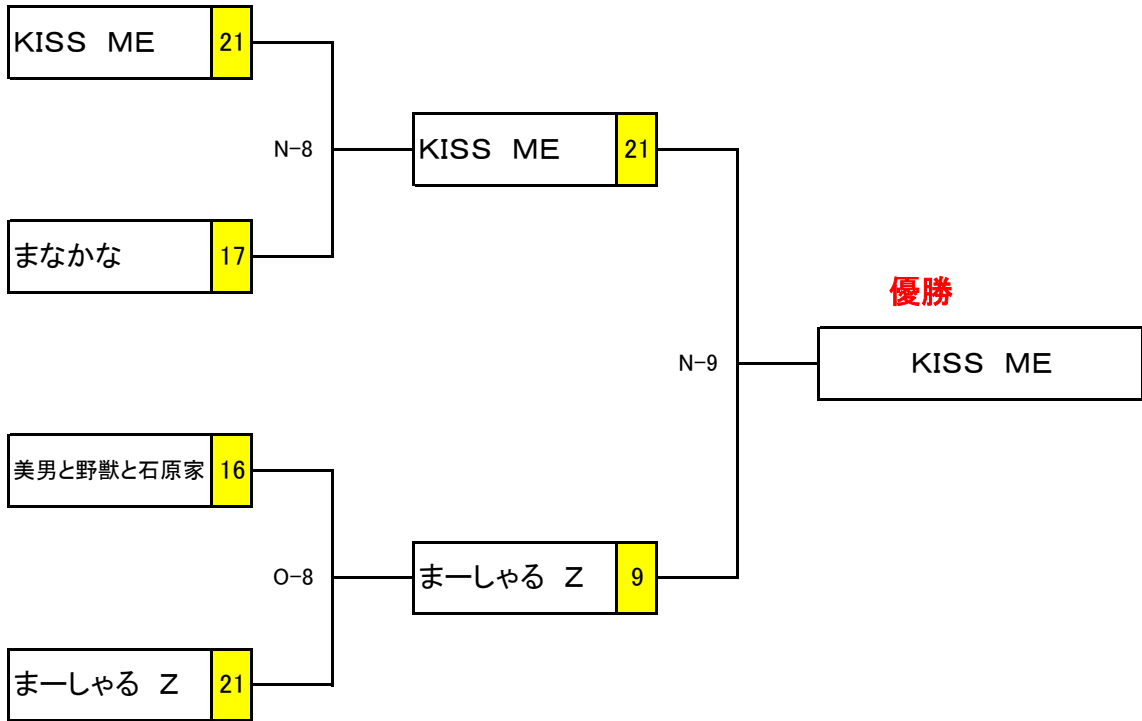 KISS ME 21
N-8
KISS ME 21
まなかな 17
優勝
N-9
KISS ME
美男と野獣と石原家 16
O-8
まーしゃる Z 9
まーしゃる Z 21